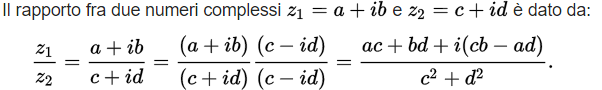 Il rapporto fra due numeri complessi z₁ = a + ib e z₂ = c + id è dato da:
z₁/z₂ = (a + ib)/(c + id) = ((a + ib) (c − id))/((c + id) (c − id)) = (ac + bd + i(cb − ad))/(c² + d²).